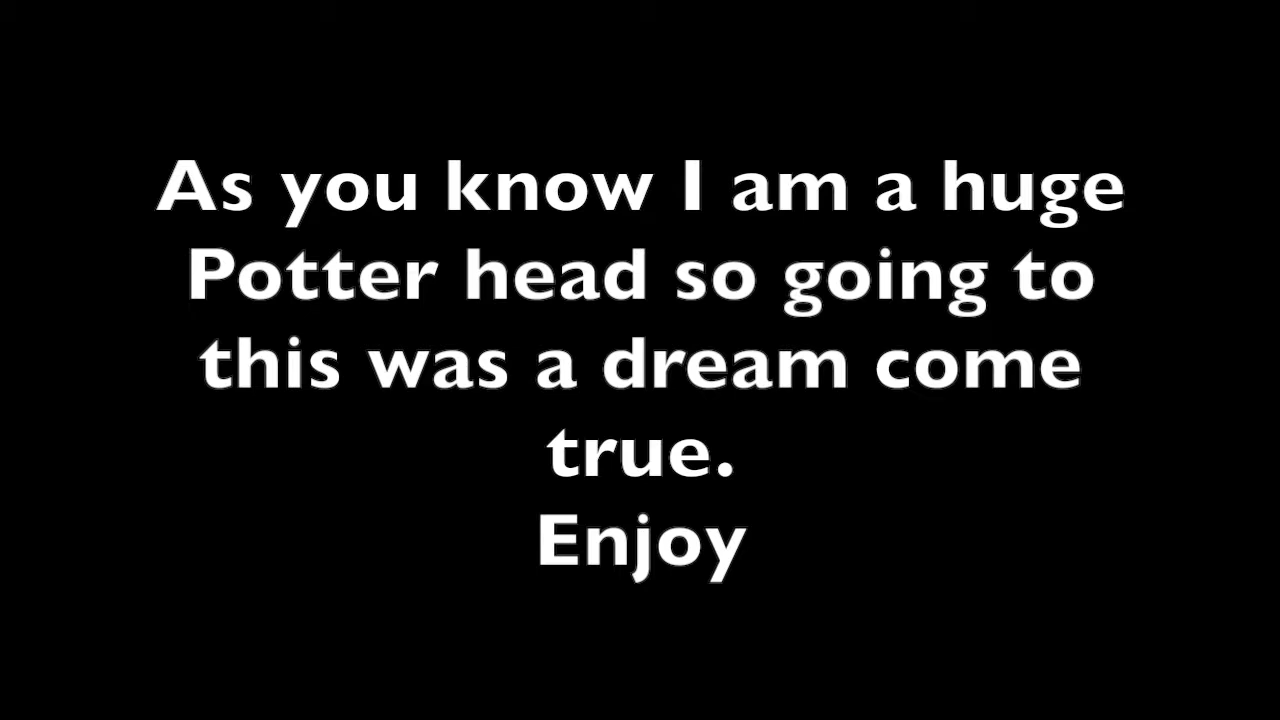 As you know I am a huge
Potter head so going to
this was a dream come
true.
Enjoy